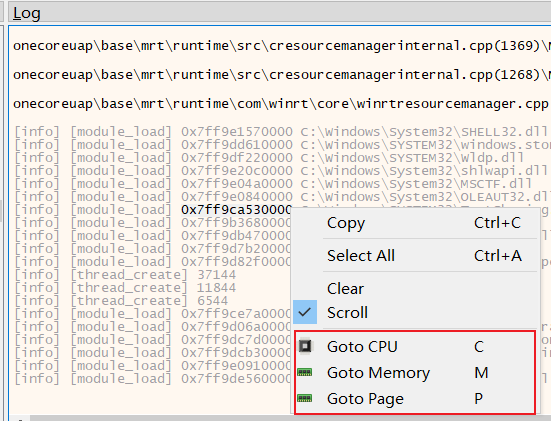 Log
onecoreuap\base\mrt\runtime\src\cresourcemanagerinternal.cpp(1369)\
onecoreuap\base\mrt\runtime\src\cresourcemanagerinternal.cpp(1268)\
onecoreuap\base\mrt\runtime\com\winrt\core\winrtresourcemanager.cpp
[info] [module_load] 0x7ff9e1570000 C:\Windows\System32\SHELL32.dll
[info] [module_load] 0x7ff9dd610000 C:\Windows\SYSTEM32\windows.sto
[info] [module_load] 0x7ff9df220000 C:\Windows\SYSTEM32\Wldp.dll
[info] [module_load] 0x7ff9e20c0000 C:\Windows\System32\shlwapi.dll
[info] [module_load] 0x7ff9e04a0000 C:\Windows\System32\MSCTF.dll
[info] [module_load] 0x7ff9e0840000 C:\Windows\System32\OLEAUT32.dl
[info] [module_load] 0x7ff9ca530000
[info] [module_load] 0x7ff9b3680000
[info] [module_load] 0x7ff9db470000
[info] [module_load] 0x7ff9d7b20000
[info] [module_load] 0x7ff9d82f0000
[info] [thread_create] 37144
[info] [thread_create] 11844
[info] [thread_create] 6544
[info] [module_load] 0x7ff9ce7a0000
[info] [module_load] 0x7ff9d06a0000
[info] [module_load] 0x7ff9dc7d0000
[info] [module_load] 0x7ff9dcb30000
[info] [module_load] 0x7ff9e0910000
[info] [module_load] 0x7ff9de560000
Copy Ctrl+C
Select All Ctrl+A
Clear
Scroll
Goto CPU C
Goto Memory M
Goto Page P